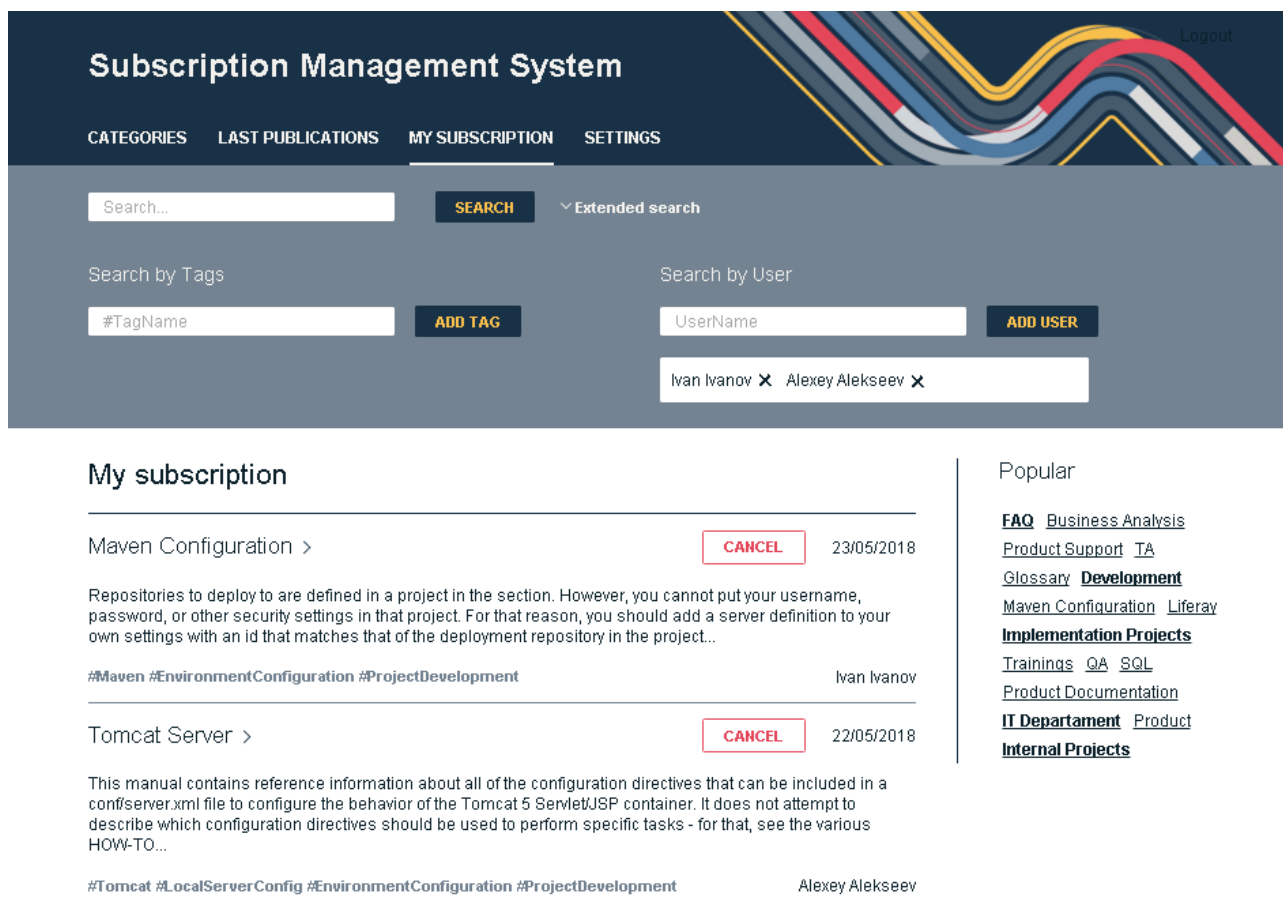 Logout
Subscription Management System
CATEGORIES LAST PUBLICATIONS MY SUBSCRIPTION SETTINGS
Search... SEARCH Extended search
Search by Tags Search by User
#TagName ADD TAG UserName ADD USER
Ivan Ivanov Alexey Alekseev
My subscription
Maven Configuration > CANCEL 23/05/2018
Repositories to deploy to are defined in a project in the section. However, you cannot put your username,
password, or other security settings in that project. For that reason, you should add a server definition to your
own settings with an id that matches that of the deployment repository in the project...
#Maven #EnvironmentConfiguration #ProjectDevelopment Ivan Ivanov
Tomcat Server > CANCEL 22/05/2018
This manual contains reference information about all of the configuration directives that can be included in a
conf/server.xml file to configure the behavior of the Tomcat 5 Servlet/JSP container. It does not attempt to
describe which configuration directives should be used to perform specific tasks - for that, see the various
HOW-TO...
#Tomcat #LocalServerConfig #EnvironmentConfiguration #ProjectDevelopment Alexey Alekseev
Popular
FAQ Business Analysis
Product Support TA
Glossary Development
Maven Configuration Liferay
Implementation Projects
Trainings QA SQL
Product Documentation
IT Departament Product
Internal Projects